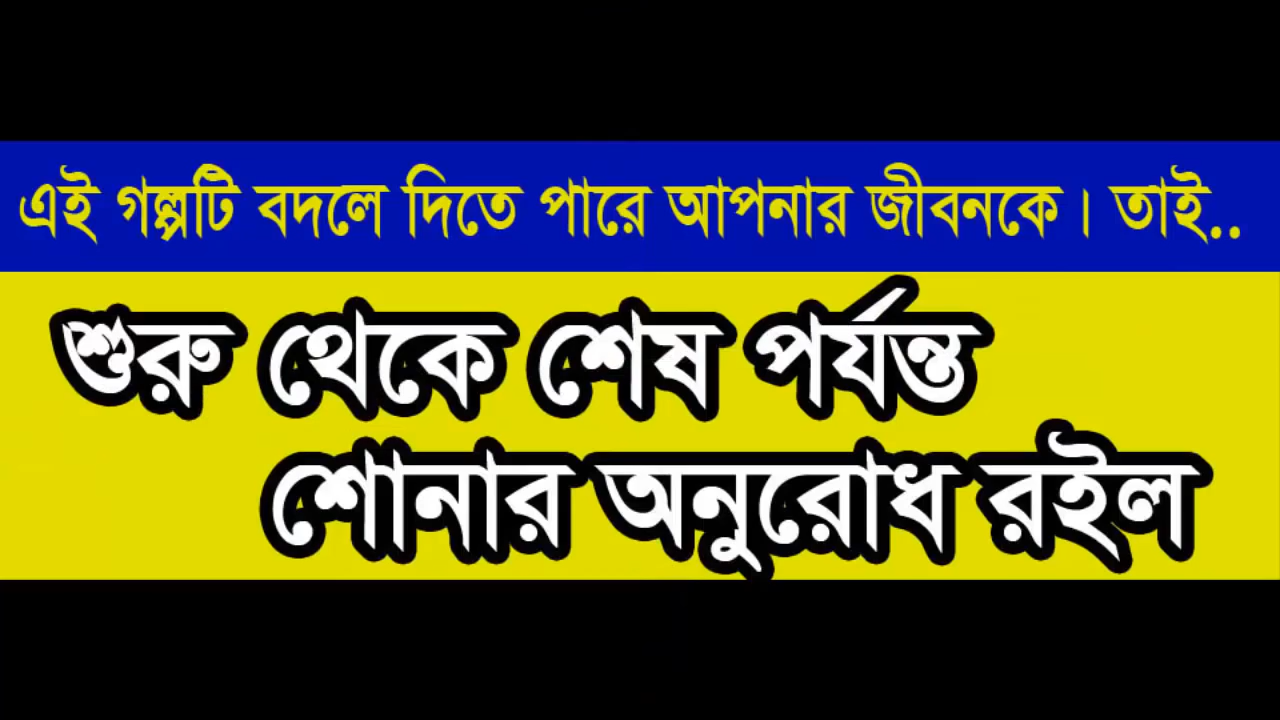 এই গল্পটি বদলে দিতে পারে আপনার জীবনকে। তাই..
শুরু থেকে শেষ পর্যন্ত
শোনার অনুরোধ রইল